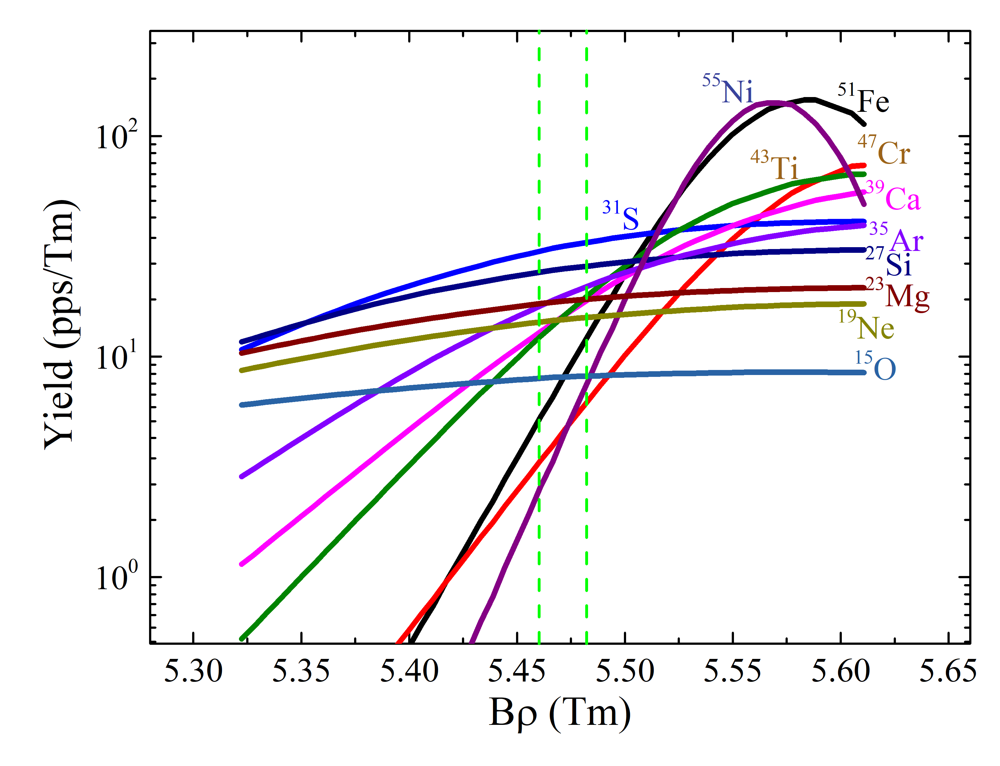 Yield (pps/Tm)
10²
10¹
10⁰
⁵⁵Ni
⁵¹Fe
⁴⁷Cr
⁴³Ti
³⁹Ca
³¹S
³⁵Ar
²⁷Si
²³Mg
¹⁹Ne
¹⁵O
5.30 5.35 5.40 5.45 5.50 5.55 5.60 5.65
Bρ (Tm)